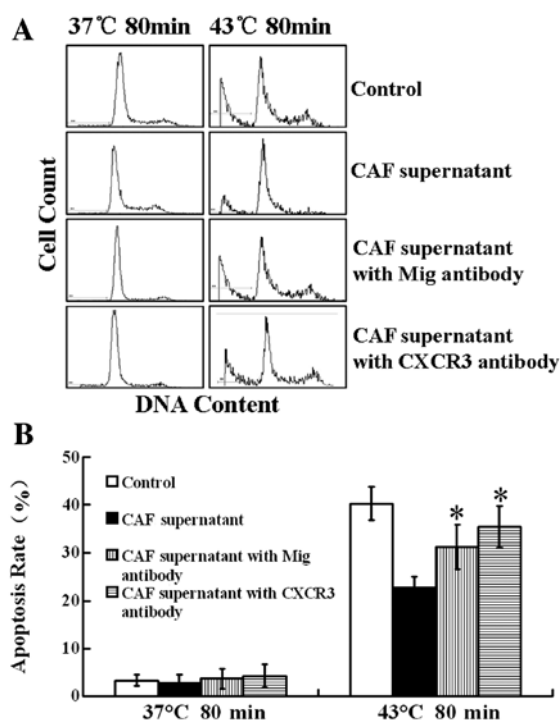 A
37℃ 80min
43℃ 80min
Control
CAF supernatant
CAF supernatant
with Mig antibody
CAF supernatant
with CXCR3 antibody
Cell Count
DNA Content
B
Apoptosis Rate (%)
50
40
30
20
10
0
Control
CAF supernatant
CAF supernatant with Mig
antibody
CAF supernatant with CXCR3
antibody
*
*
37°C 80 min
43°C 80 min